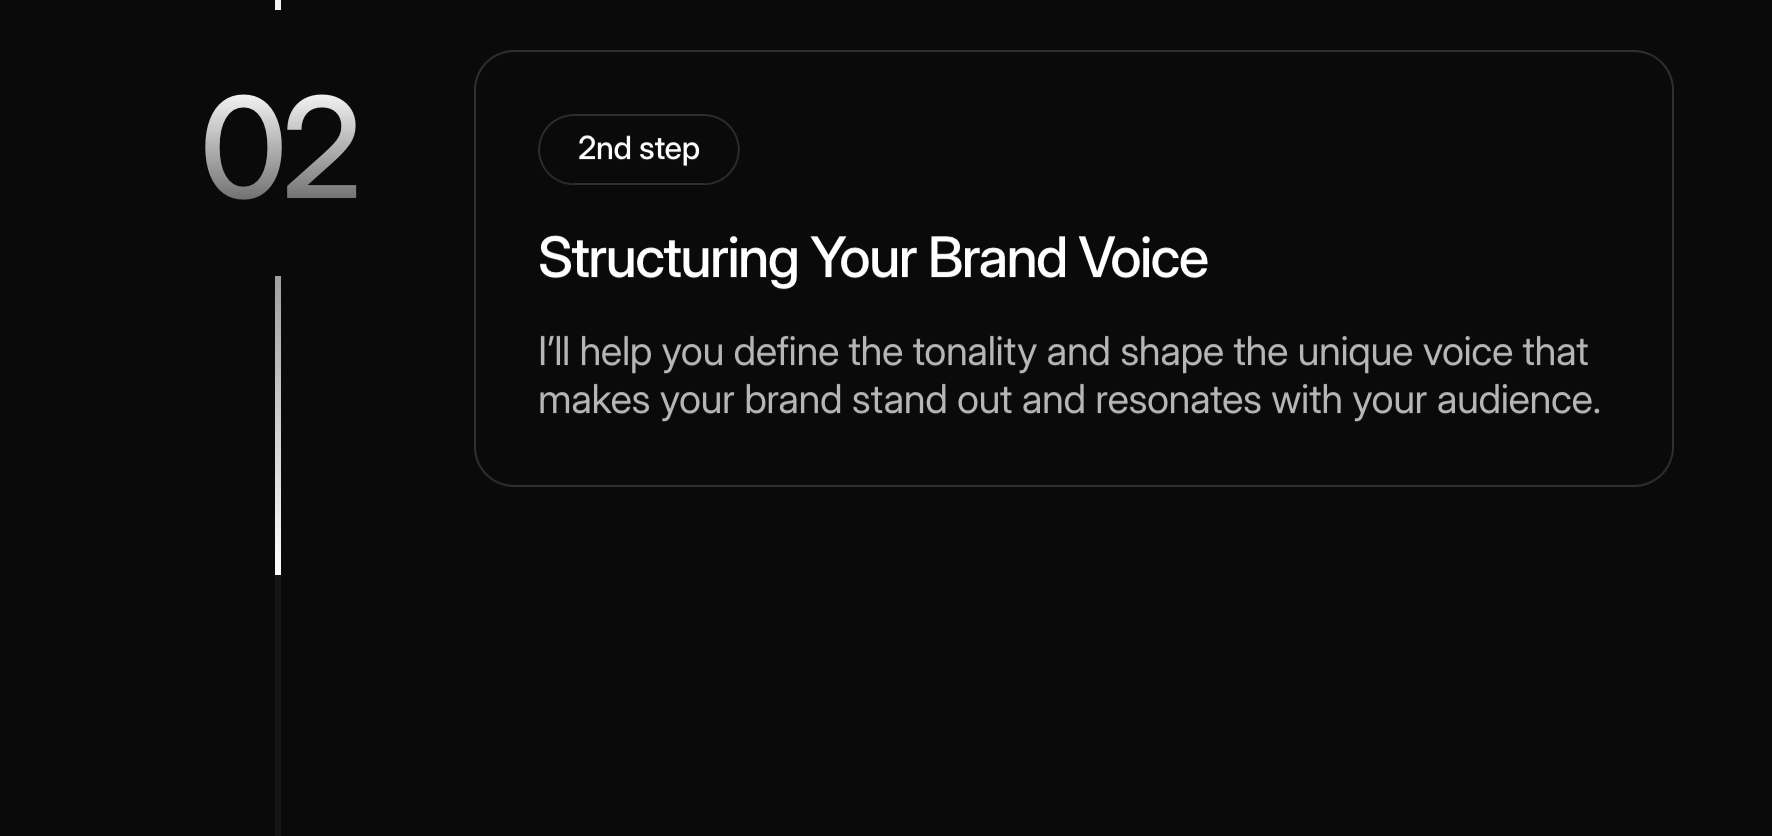 02
2nd step
Structuring Your Brand Voice
I’ll help you define the tonality and shape the unique voice that
makes your brand stand out and resonates with your audience.